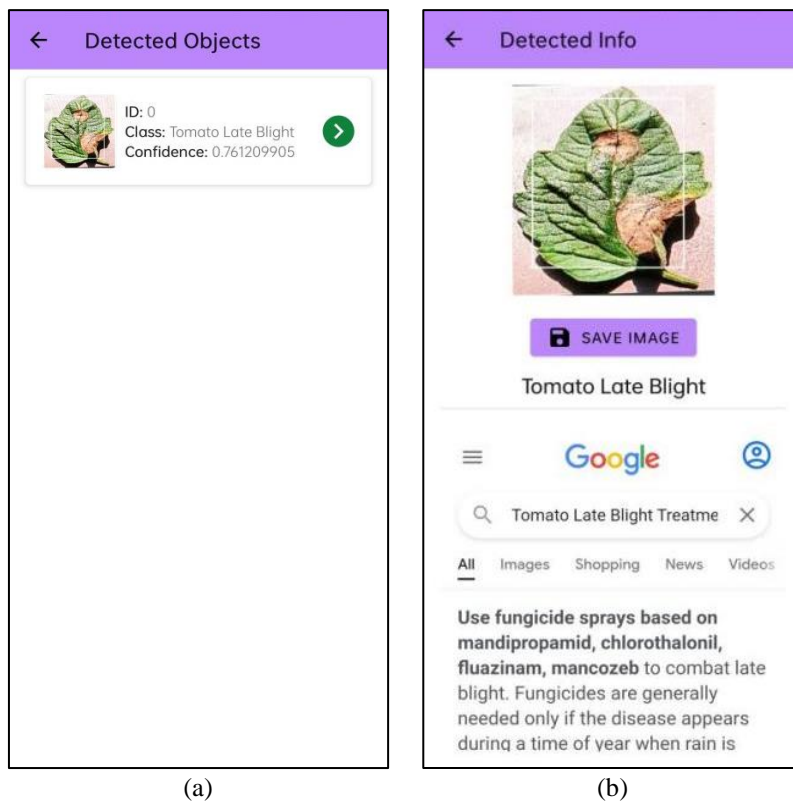 Detected Objects
ID: 0
Class: Tomato Late Blight
Confidence: 0.761209905
(a)
Detected Info
SAVE IMAGE
Tomato Late Blight
Google
Tomato Late Blight Treatme
All Images Shopping News Videos
Use fungicide sprays based on
mandipropamid, chlorothalonil,
fluazinam, mancozeb to combat late
blight. Fungicides are generally
needed only if the disease appears
during a time of year when rain is
(b)